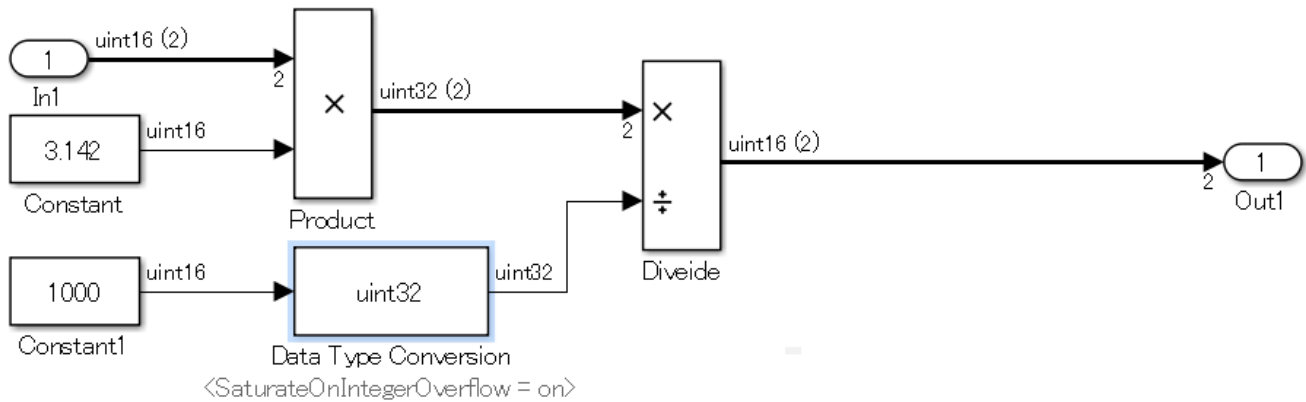 uint16 (2)
1
2
In1
×
uint32 (2)
2
×
uint16
3.142
Constant
Product
uint16 (2)
2
1
Out1
÷
Diveide
uint16
1000
Constant1
uint32
uint32
Data Type Conversion
<SaturateOnIntegerOverflow = on>